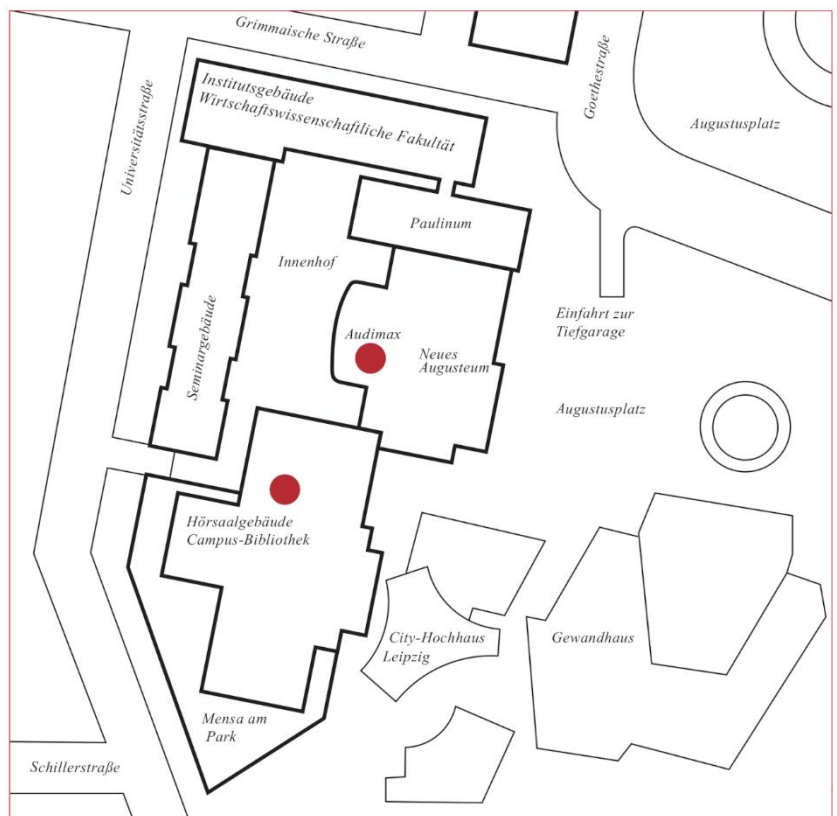 Grimmaische Straße
Goethestraße
Universitätsstraße
Institutsgebäude
Wirtschaftswissenschaftliche Fakultät
Augustusplatz
Paulinum
Innenhof
Einfahrt zur
Tiefgarage
Seminargebäude
Audimax
Neues
Augusteum
Augustusplatz
Hörsaalgebäude
Campus-Bibliothek
City-Hochhaus
Leipzig
Gewandhaus
Mensa am
Park
Schillerstraße